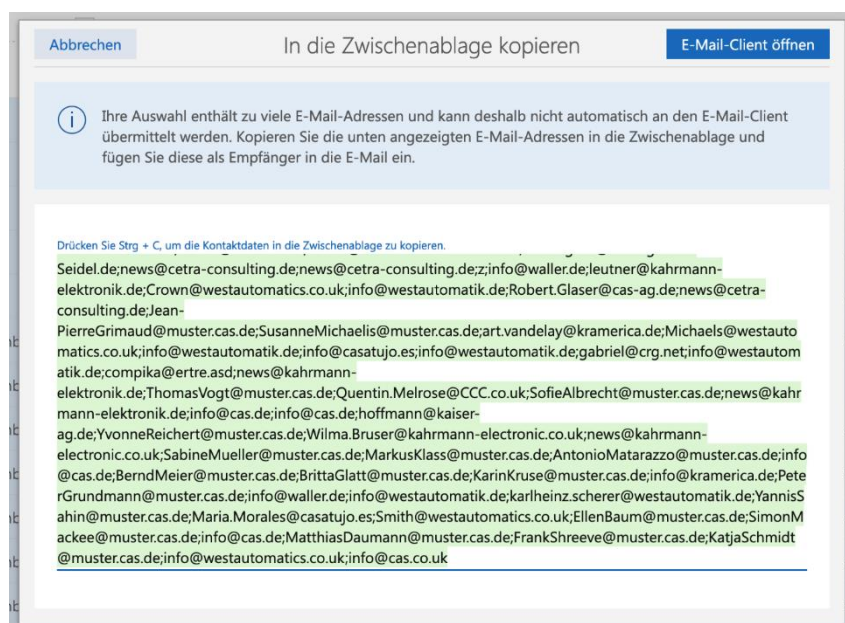 Abbrechen
In die Zwischenablage kopieren
E-Mail-Client öffnen
Ihre Auswahl enthält zu viele E-Mail-Adressen und kann deshalb nicht automatisch an den E-Mail-Client
übermittelt werden. Kopieren Sie die unten angezeigten E-Mail-Adressen in die Zwischenablage und
fügen Sie diese als Empfänger in die E-Mail ein.
Drücken Sie Strg + C, um die Kontaktdaten in die Zwischenablage zu kopieren.
Seidel.de;news@cetra-consulting.de;news@cetra-consulting.de;z;info@waller.de;leutner@kahrmann-
elektronik.de;Crown@westautomatics.co.uk;info@westautomatik.de;Robert.Glaser@cas-ag.de;news@cetra-
consulting.de;Jean-
PierreGrimaud@muster.cas.de;SusanneMichaelis@muster.cas.de;art.vandelay@kramerica.de;Michaels@westauto
matics.co.uk;info@westautomatik.de;info@casatujo.es;info@westautomatik.de;gabriel@crg.net;info@westautom
atik.de;compika@ertre.asd;news@kahrmann-
elektronik.de;ThomasVogt@muster.cas.de;Quentin.Melrose@CCC.co.uk;SofieAlbrecht@muster.cas.de;news@kahr
mann-elektronik.de;info@cas.de;info@cas.de;hoffmann@kaiser-
ag.de;YvonneReichert@muster.cas.de;Wilma.Bruser@kahrmann-electronic.co.uk;news@kahrmann-
electronic.co.uk;SabineMueller@muster.cas.de;MarkusKlass@muster.cas.de;AntonioMatarazzo@muster.cas.de;info
@cas.de;BerndMeier@muster.cas.de;BrittaGlatt@muster.cas.de;KarinKruse@muster.cas.de;info@kramerica.de;Pete
rGrundmann@muster.cas.de;info@waller.de;info@westautomatik.de;karlheinz.scherer@westautomatik.de;YannisS
ahin@muster.cas.de;Maria.Morales@casatujo.es;Smith@westautomatics.co.uk;EllenBaum@muster.cas.de;SimonM
ackee@muster.cas.de;info@cas.de;MatthiasDaumann@muster.cas.de;FrankShreeve@muster.cas.de;KatjaSchmidt
@muster.cas.de;info@westautomatics.co.uk;info@cas.co.uk